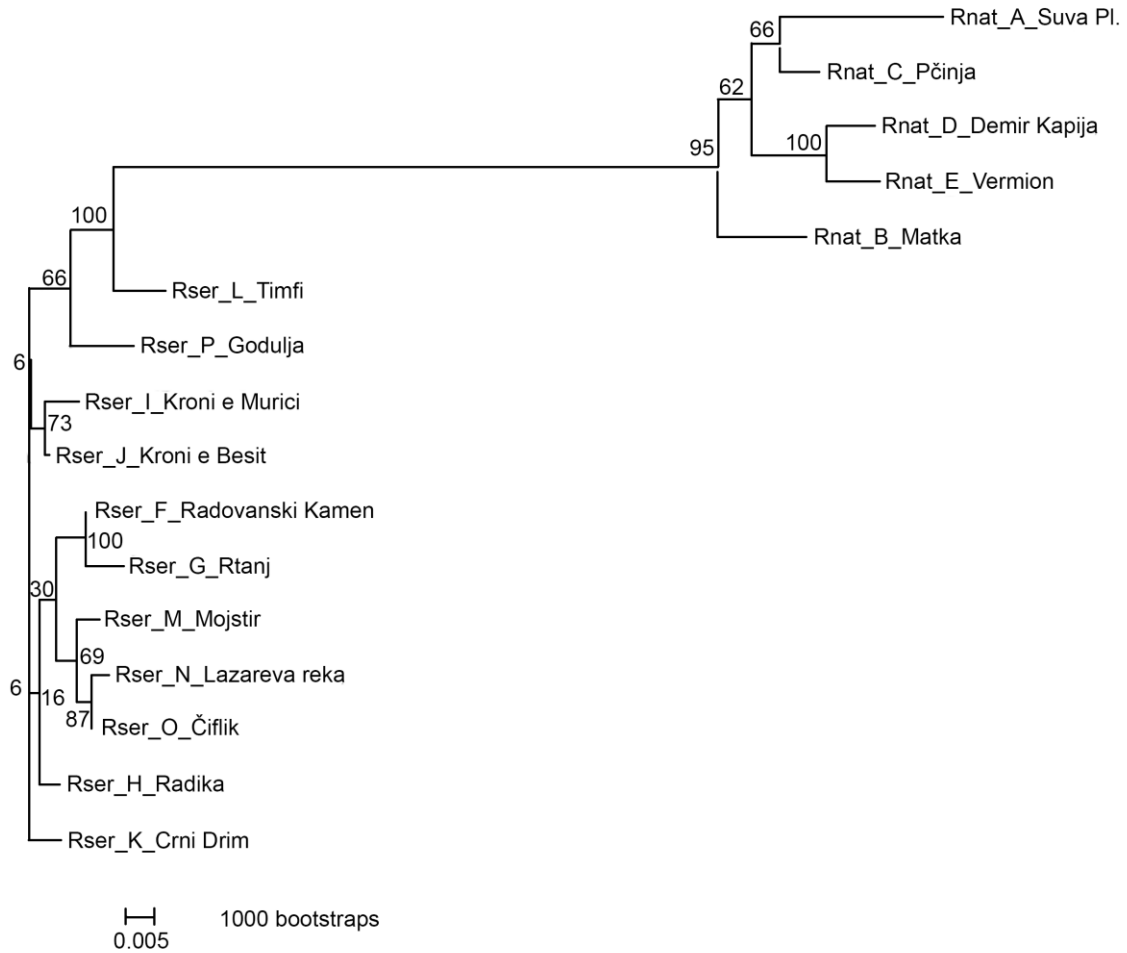 Rnat_A_Suva Pl.
66
Rnat_C_Pčinja
62
Rnat_D_Demir Kapija
100
95
Rnat_E_Vermion
Rnat_B_Matka
100
66
Rser_L_Timfi
Rser_P_Godulja
6
Rser_I_Kroni e Murici
73
Rser_J_Kroni e Besit
Rser_F_Radovanski Kamen
100
Rser_G_Rtanj
30
Rser_M_Mojstir
69
Rser_N_Lazareva reka
6
16
87
Rser_O_Čiflik
Rser_H_Radika
Rser_K_Crni Drim
1000 bootstraps
0.005